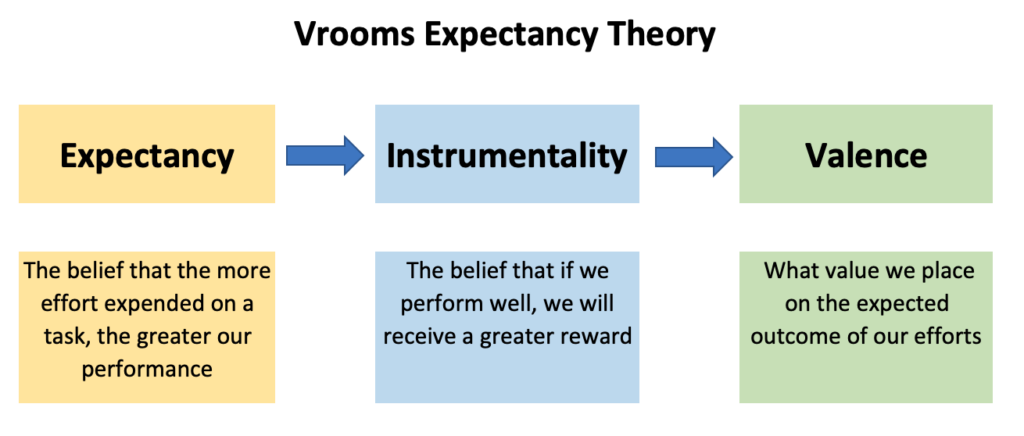 Vrooms Expectancy Theory
Expectancy
Instrumentality
Valence
The belief that the more
effort expended on a
task, the greater our
performance
The belief that if we
perform well, we will
receive a greater reward
What value we place
on the expected
outcome of our efforts